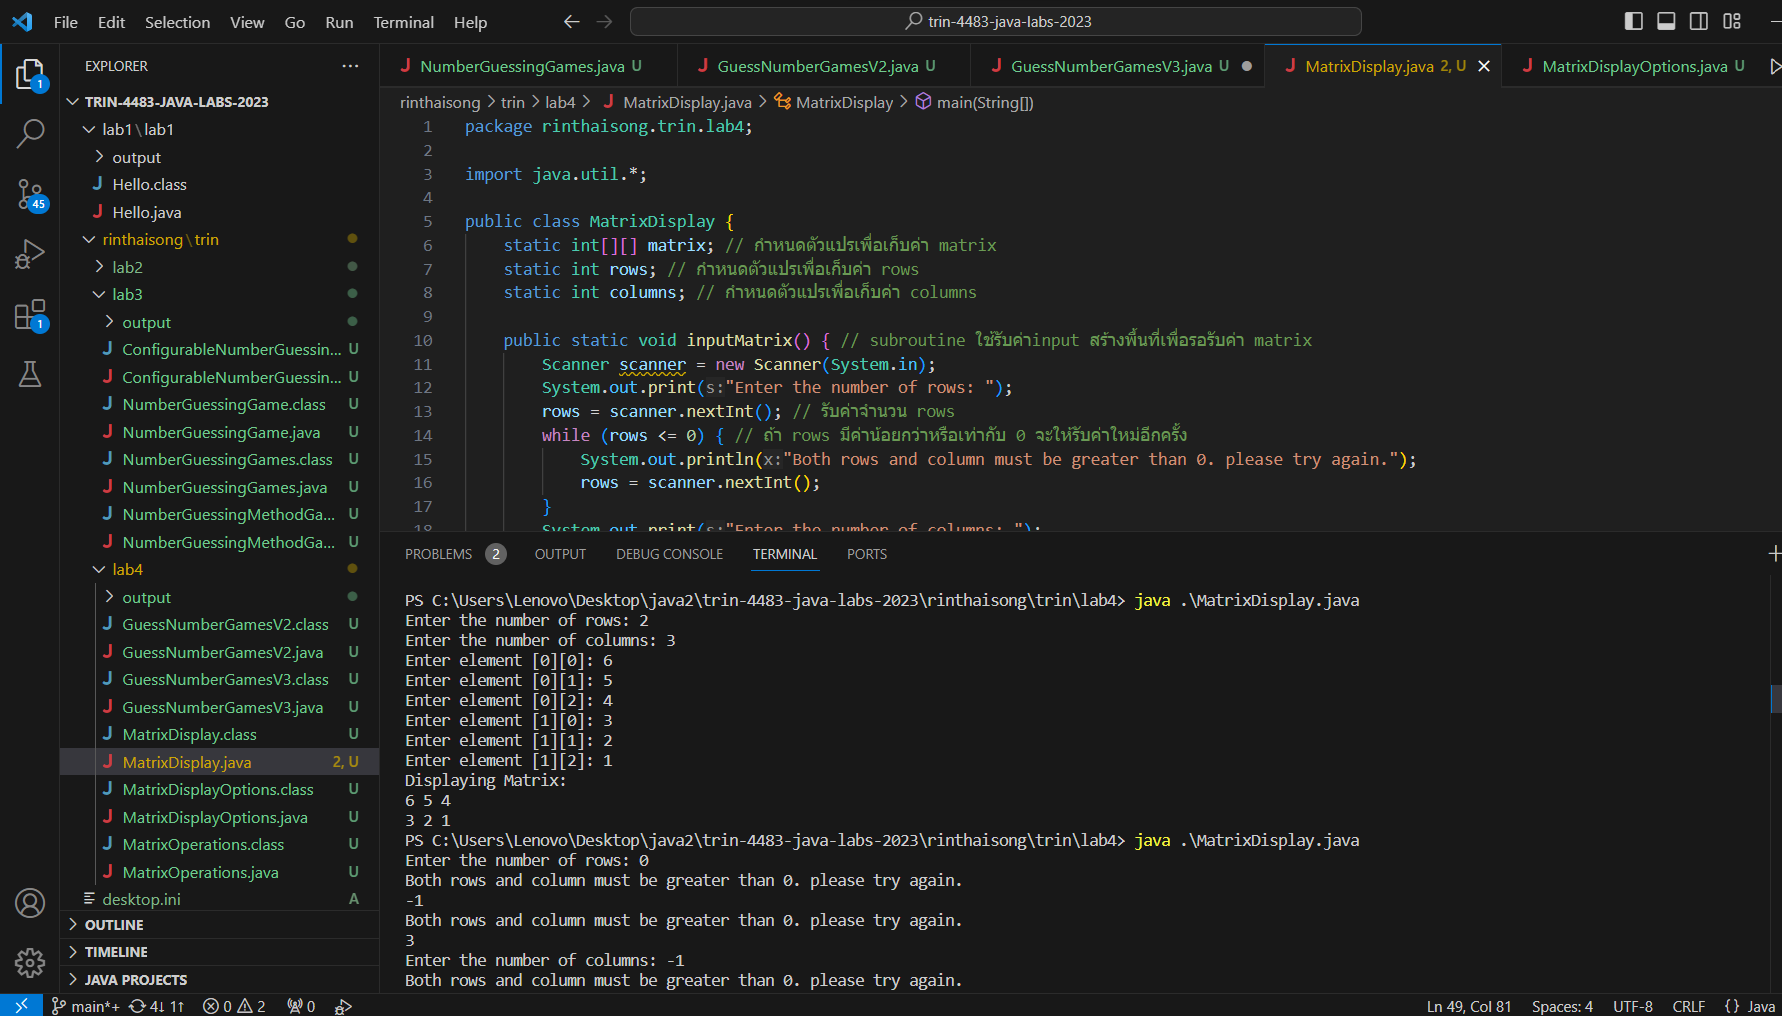 File Edit Selection View Go Run Terminal Help
trin-4483-java-labs-2023
EXPLORER
TRIN-4483-JAVA-LABS-2023
lab1\lab1
output
Hello.class
Hello.java
rinthaisong\trin
lab2
lab3
output
ConfigurableNumberGuessin... U
ConfigurableNumberGuessin... U
NumberGuessingGame.class U
NumberGuessingGame.java U
NumberGuessingGames.class U
NumberGuessingGames.java U
NumberGuessingMethodGa... U
NumberGuessingMethodGa... U
lab4
output
GuessNumberGamesV2.class U
GuessNumberGamesV2.java U
GuessNumberGamesV3.class U
GuessNumberGamesV3.java U
MatrixDisplay.class U
MatrixDisplay.java 2, U
MatrixDisplayOptions.class U
MatrixDisplayOptions.java U
MatrixOperations.class U
MatrixOperations.java U
desktop.ini A
OUTLINE
TIMELINE
JAVA PROJECTS
1
45
1
NumberGuessingGames.java U GuessNumberGamesV2.java U GuessNumberGamesV3.java U MatrixDisplay.java 2, U MatrixDisplayOptions.java U
rinthaisong > trin > lab4 > MatrixDisplay.java > MatrixDisplay > main(String[])
1 package rinthaisong.trin.lab4;
2
3 import java.util.*;
4
5 public class MatrixDisplay {
6 static int[][] matrix; // กำหนดตัวแปรเพื่อเก็บค่า matrix
7 static int rows; // กำหนดตัวแปรเพื่อเก็บค่า rows
8 static int columns; // กำหนดตัวแปรเพื่อเก็บค่า columns
9
10 public static void inputMatrix() { // subroutine ใช้รับค่าinput สร้างพื้นที่เพื่อรอรับค่า matrix
11 Scanner scanner = new Scanner(System.in);
12 System.out.print(s:"Enter the number of rows: ");
13 rows = scanner.nextInt(); // รับค่าจำนวน rows
14 while (rows <= 0) { // ถ้า rows มีค่าน้อยกว่าหรือเท่ากับ 0 จะให้รับค่าใหม่อีกครั้ง
15 System.out.println(x:"Both rows and column must be greater than 0. please try again.");
16 rows = scanner.nextInt();
17 }
18 System.out.print(s:"Enter the number of columns: ");
PROBLEMS 2 OUTPUT DEBUG CONSOLE TERMINAL PORTS
PS C:\Users\Lenovo\Desktop\java2\trin-4483-java-labs-2023\rinthaisong\trin\lab4> java .\MatrixDisplay.java
Enter the number of rows: 2
Enter the number of columns: 3
Enter element [0][0]: 6
Enter element [0][1]: 5
Enter element [0][2]: 4
Enter element [1][0]: 3
Enter element [1][1]: 2
Enter element [1][2]: 1
Displaying Matrix:
6 5 4
3 2 1
PS C:\Users\Lenovo\Desktop\java2\trin-4483-java-labs-2023\rinthaisong\trin\lab4> java .\MatrixDisplay.java
Enter the number of rows: 0
Both rows and column must be greater than 0. please try again.
-1
Both rows and column must be greater than 0. please try again.
3
Enter the number of columns: -1
Both rows and column must be greater than 0. please try again.
main*+ 4↓ 1↑ 0 2 0 Ln 49, Col 81 Spaces: 4 UTF-8 CRLF {} Java